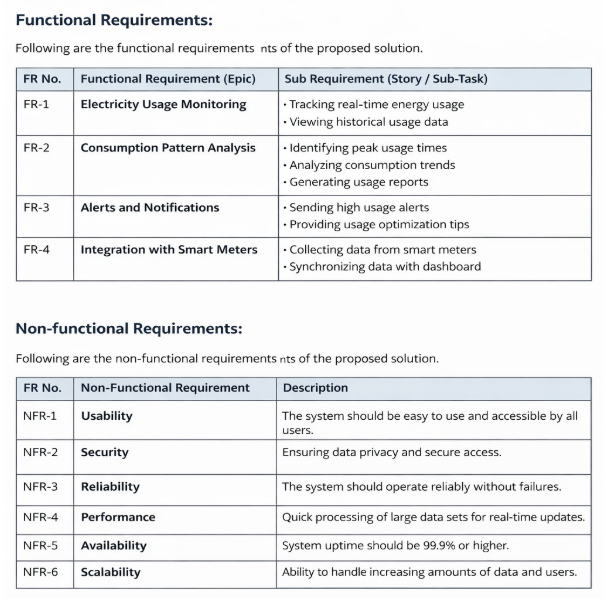 Functional Requirements:
Following are the functional requirements nts of the proposed solution.
FR No. Functional Requirement (Epic) Sub Requirement (Story / Sub-Task)
FR-1 Electricity Usage Monitoring • Tracking real-time energy usage
• Viewing historical usage data
FR-2 Consumption Pattern Analysis • Identifying peak usage times
• Analyzing consumption trends
• Generating usage reports
FR-3 Alerts and Notifications • Sending high usage alerts
• Providing usage optimization tips
FR-4 Integration with Smart Meters • Collecting data from smart meters
• Synchronizing data with dashboard
Non-functional Requirements:
Following are the non-functional requirements nts of the proposed solution.
FR No. Non-Functional Requirement Description
NFR-1 Usability The system should be easy to use and accessible by all
users.
NFR-2 Security Ensuring data privacy and secure access.
NFR-3 Reliability The system should operate reliably without failures.
NFR-4 Performance Quick processing of large data sets for real-time updates.
NFR-5 Availability System uptime should be 99.9% or higher.
NFR-6 Scalability Ability to handle increasing amounts of data and users.